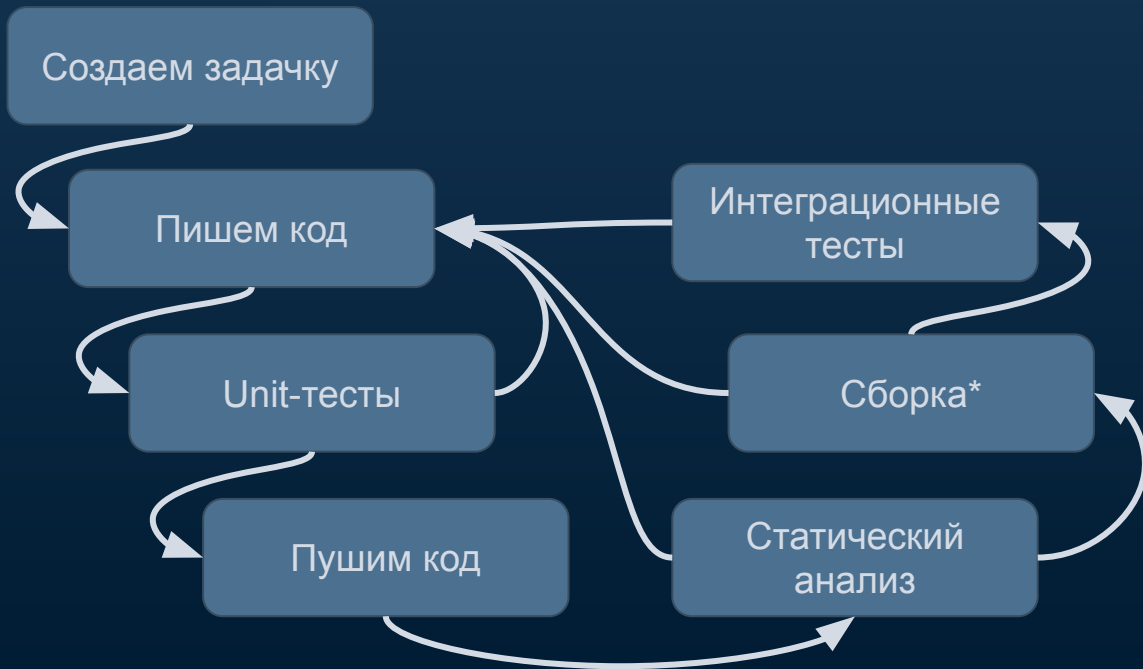 Создаем задачку
Пишем код
Unit-тесты
Пушим код
Интеграционные
тесты
Сборка*
Статический
анализ